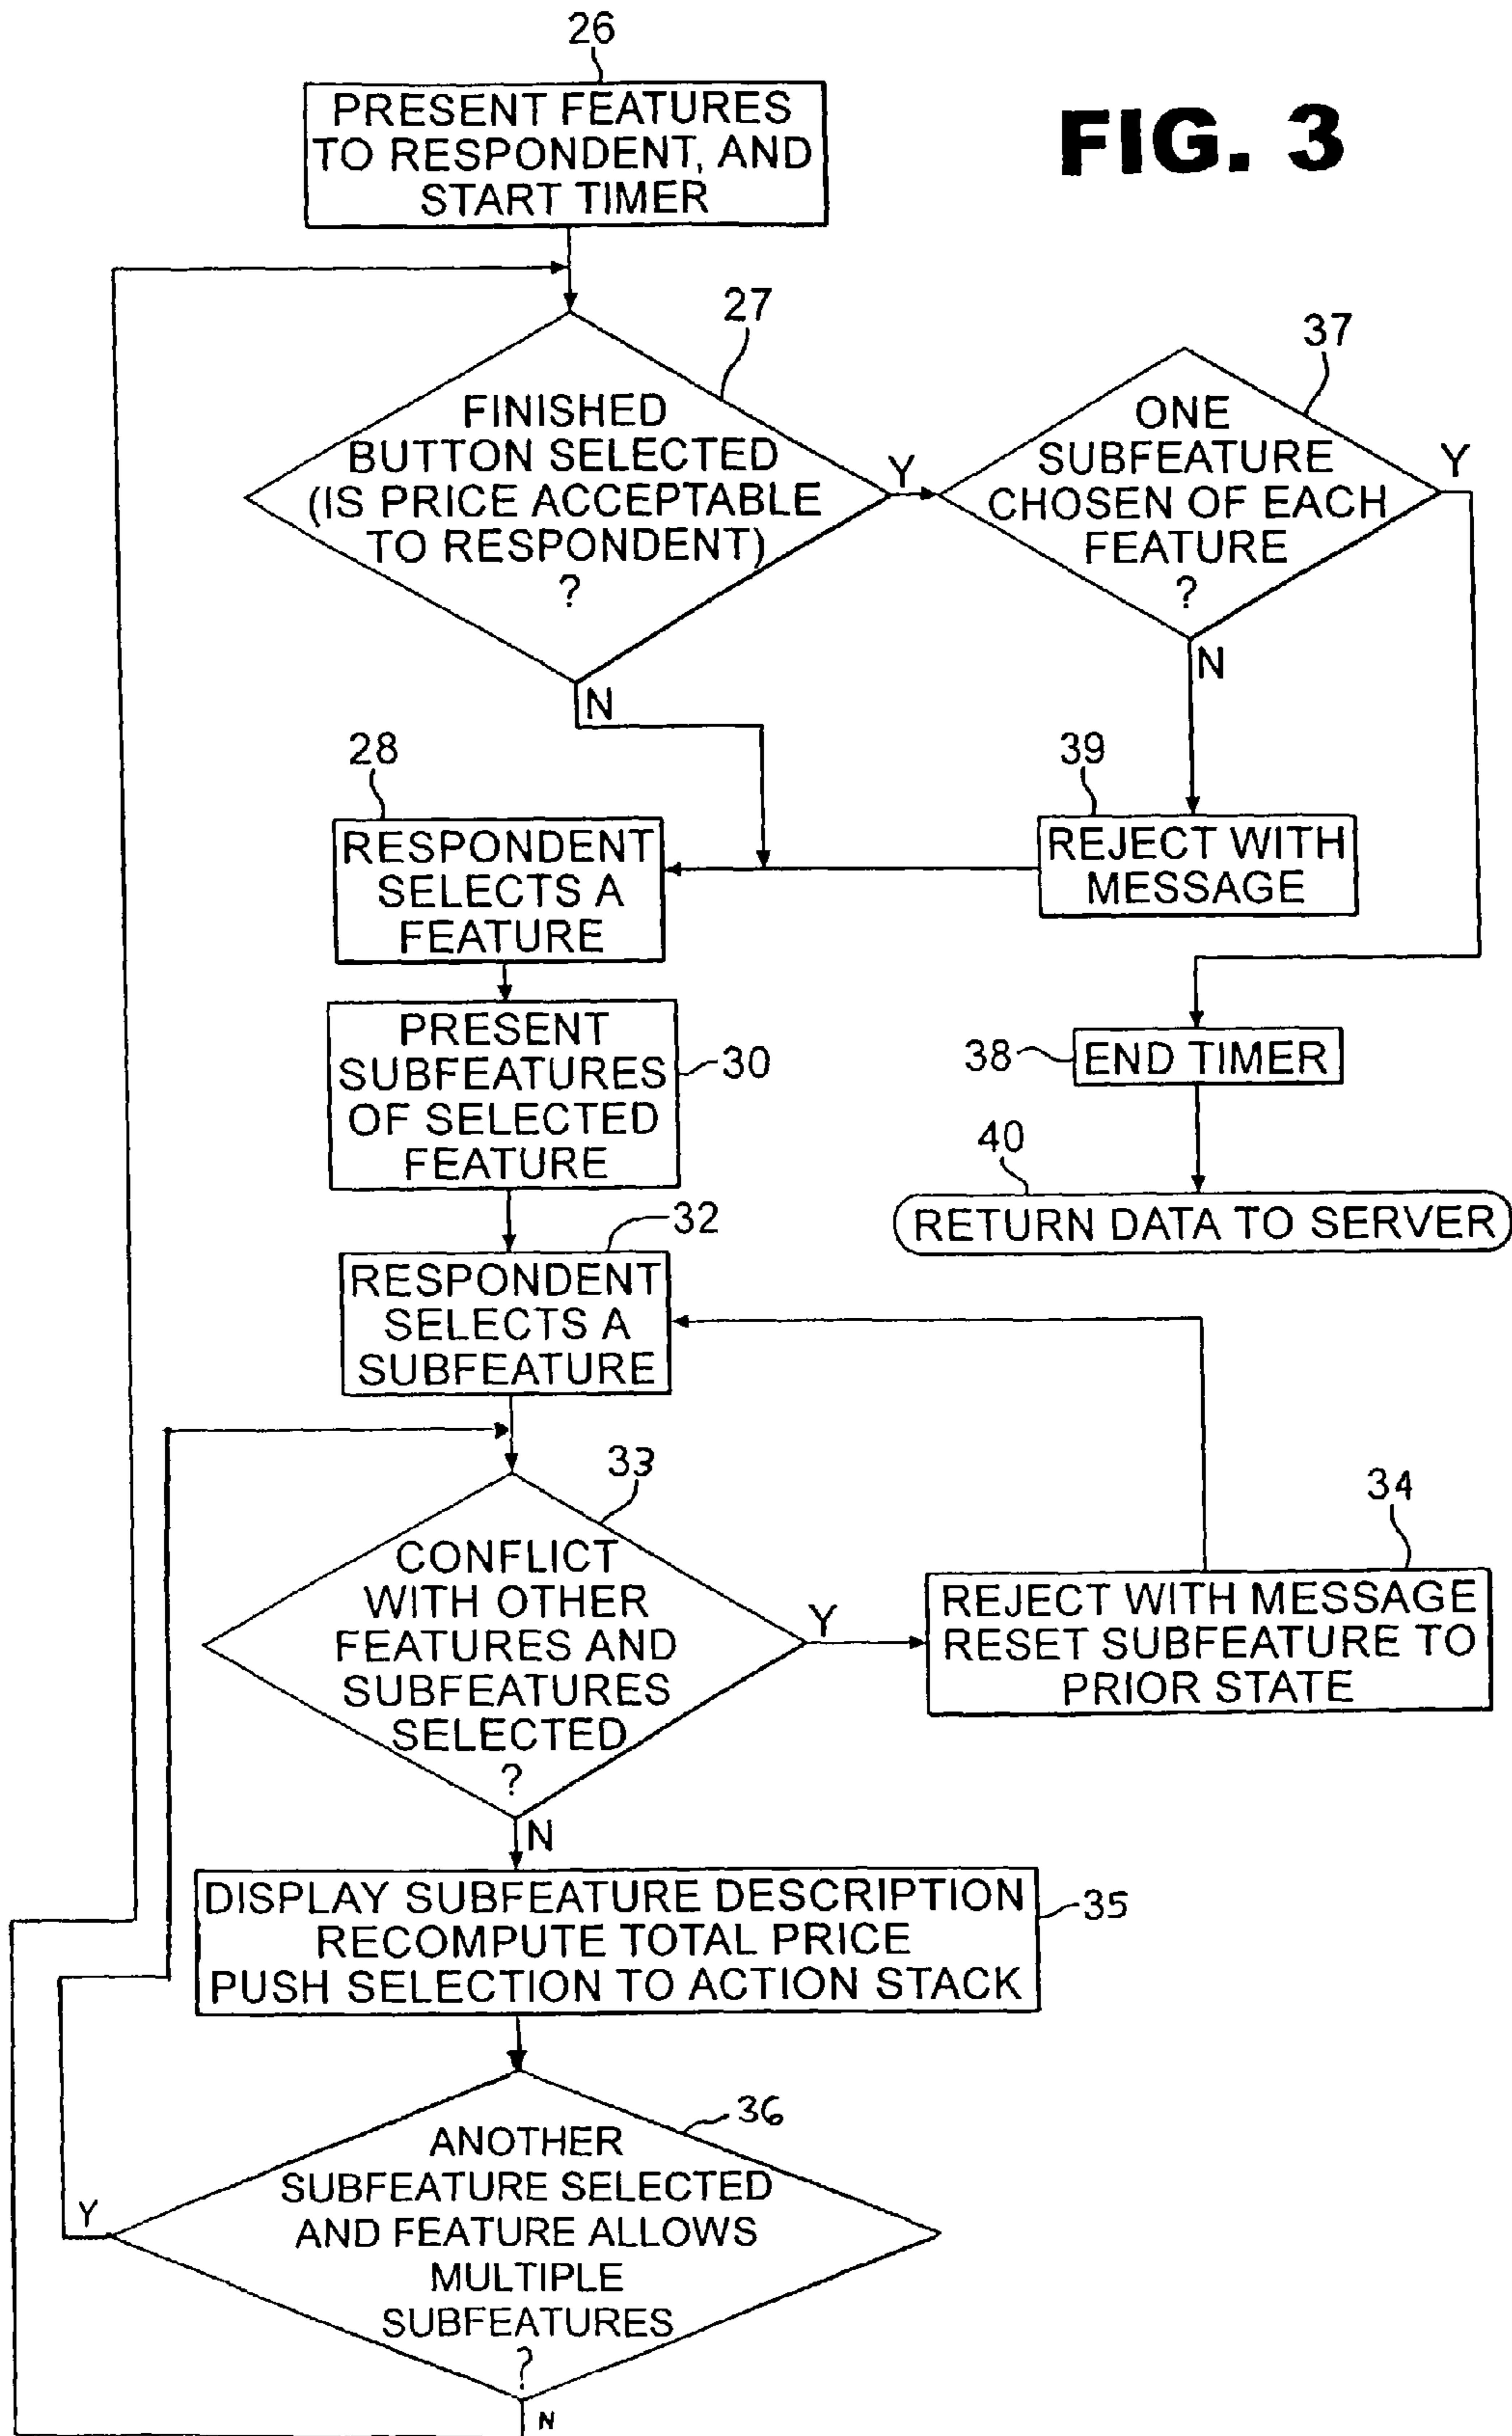 26
PRESENT FEATURES
TO RESPONDENT, AND
START TIMER
FIG. 3
27
FINISHED
BUTTON SELECTED
(IS PRICE ACCEPTABLE
TO RESPONDENT)
?
Y
N
37
ONE
SUBFEATURE
CHOSEN OF EACH
FEATURE
?
Y
N
28
RESPONDENT
SELECTS A
FEATURE
39
REJECT WITH
MESSAGE
PRESENT
SUBFEATURES
OF SELECTED
FEATURE
30
38
END TIMER
40
RETURN DATA TO SERVER
32
RESPONDENT
SELECTS A
SUBFEATURE
33
CONFLICT
WITH OTHER
FEATURES AND
SUBFEATURES
SELECTED
?
Y
N
34
REJECT WITH MESSAGE
RESET SUBFEATURE TO
PRIOR STATE
DISPLAY SUBFEATURE DESCRIPTION
RECOMPUTE TOTAL PRICE
PUSH SELECTION TO ACTION STACK
35
36
ANOTHER
SUBFEATURE SELECTED
AND FEATURE ALLOWS
MULTIPLE
SUBFEATURES
?
Y
N